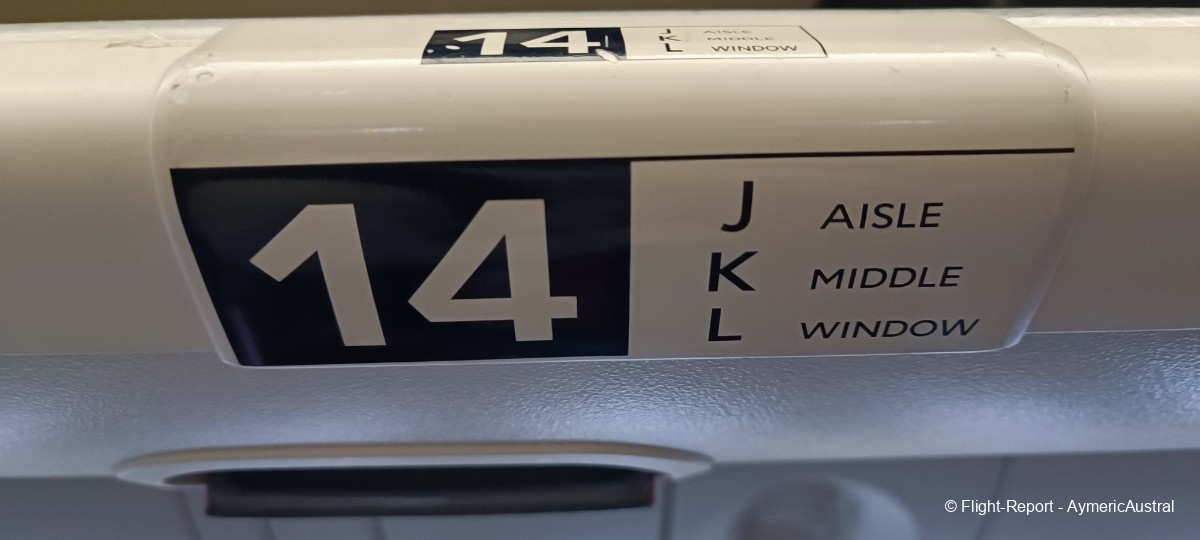 14
J AISLE
K MIDDLE
L WINDOW
14
J AISLE
K MIDDLE
L WINDOW
© Flight-Report - AymericAustral